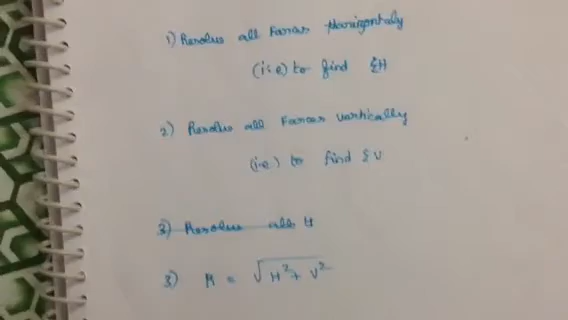 1) Resolve all Forces Horizontaly
(i.e) to find ΣH
2) Resolve all Forces vertically
(i.e) to find ΣV
3) Resolve all H
3) R = √H²+ V²